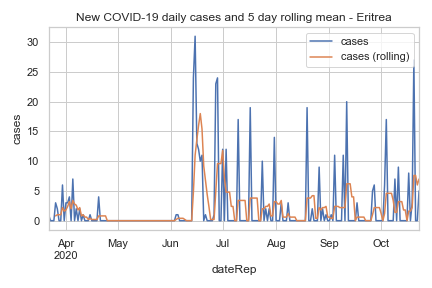 New COVID-19 daily cases and 5 day rolling mean - Eritrea
cases
cases (rolling)
30
25
20
15
10
5
0
cases
Apr May Jun Jul Aug Sep Oct
2020
dateRep